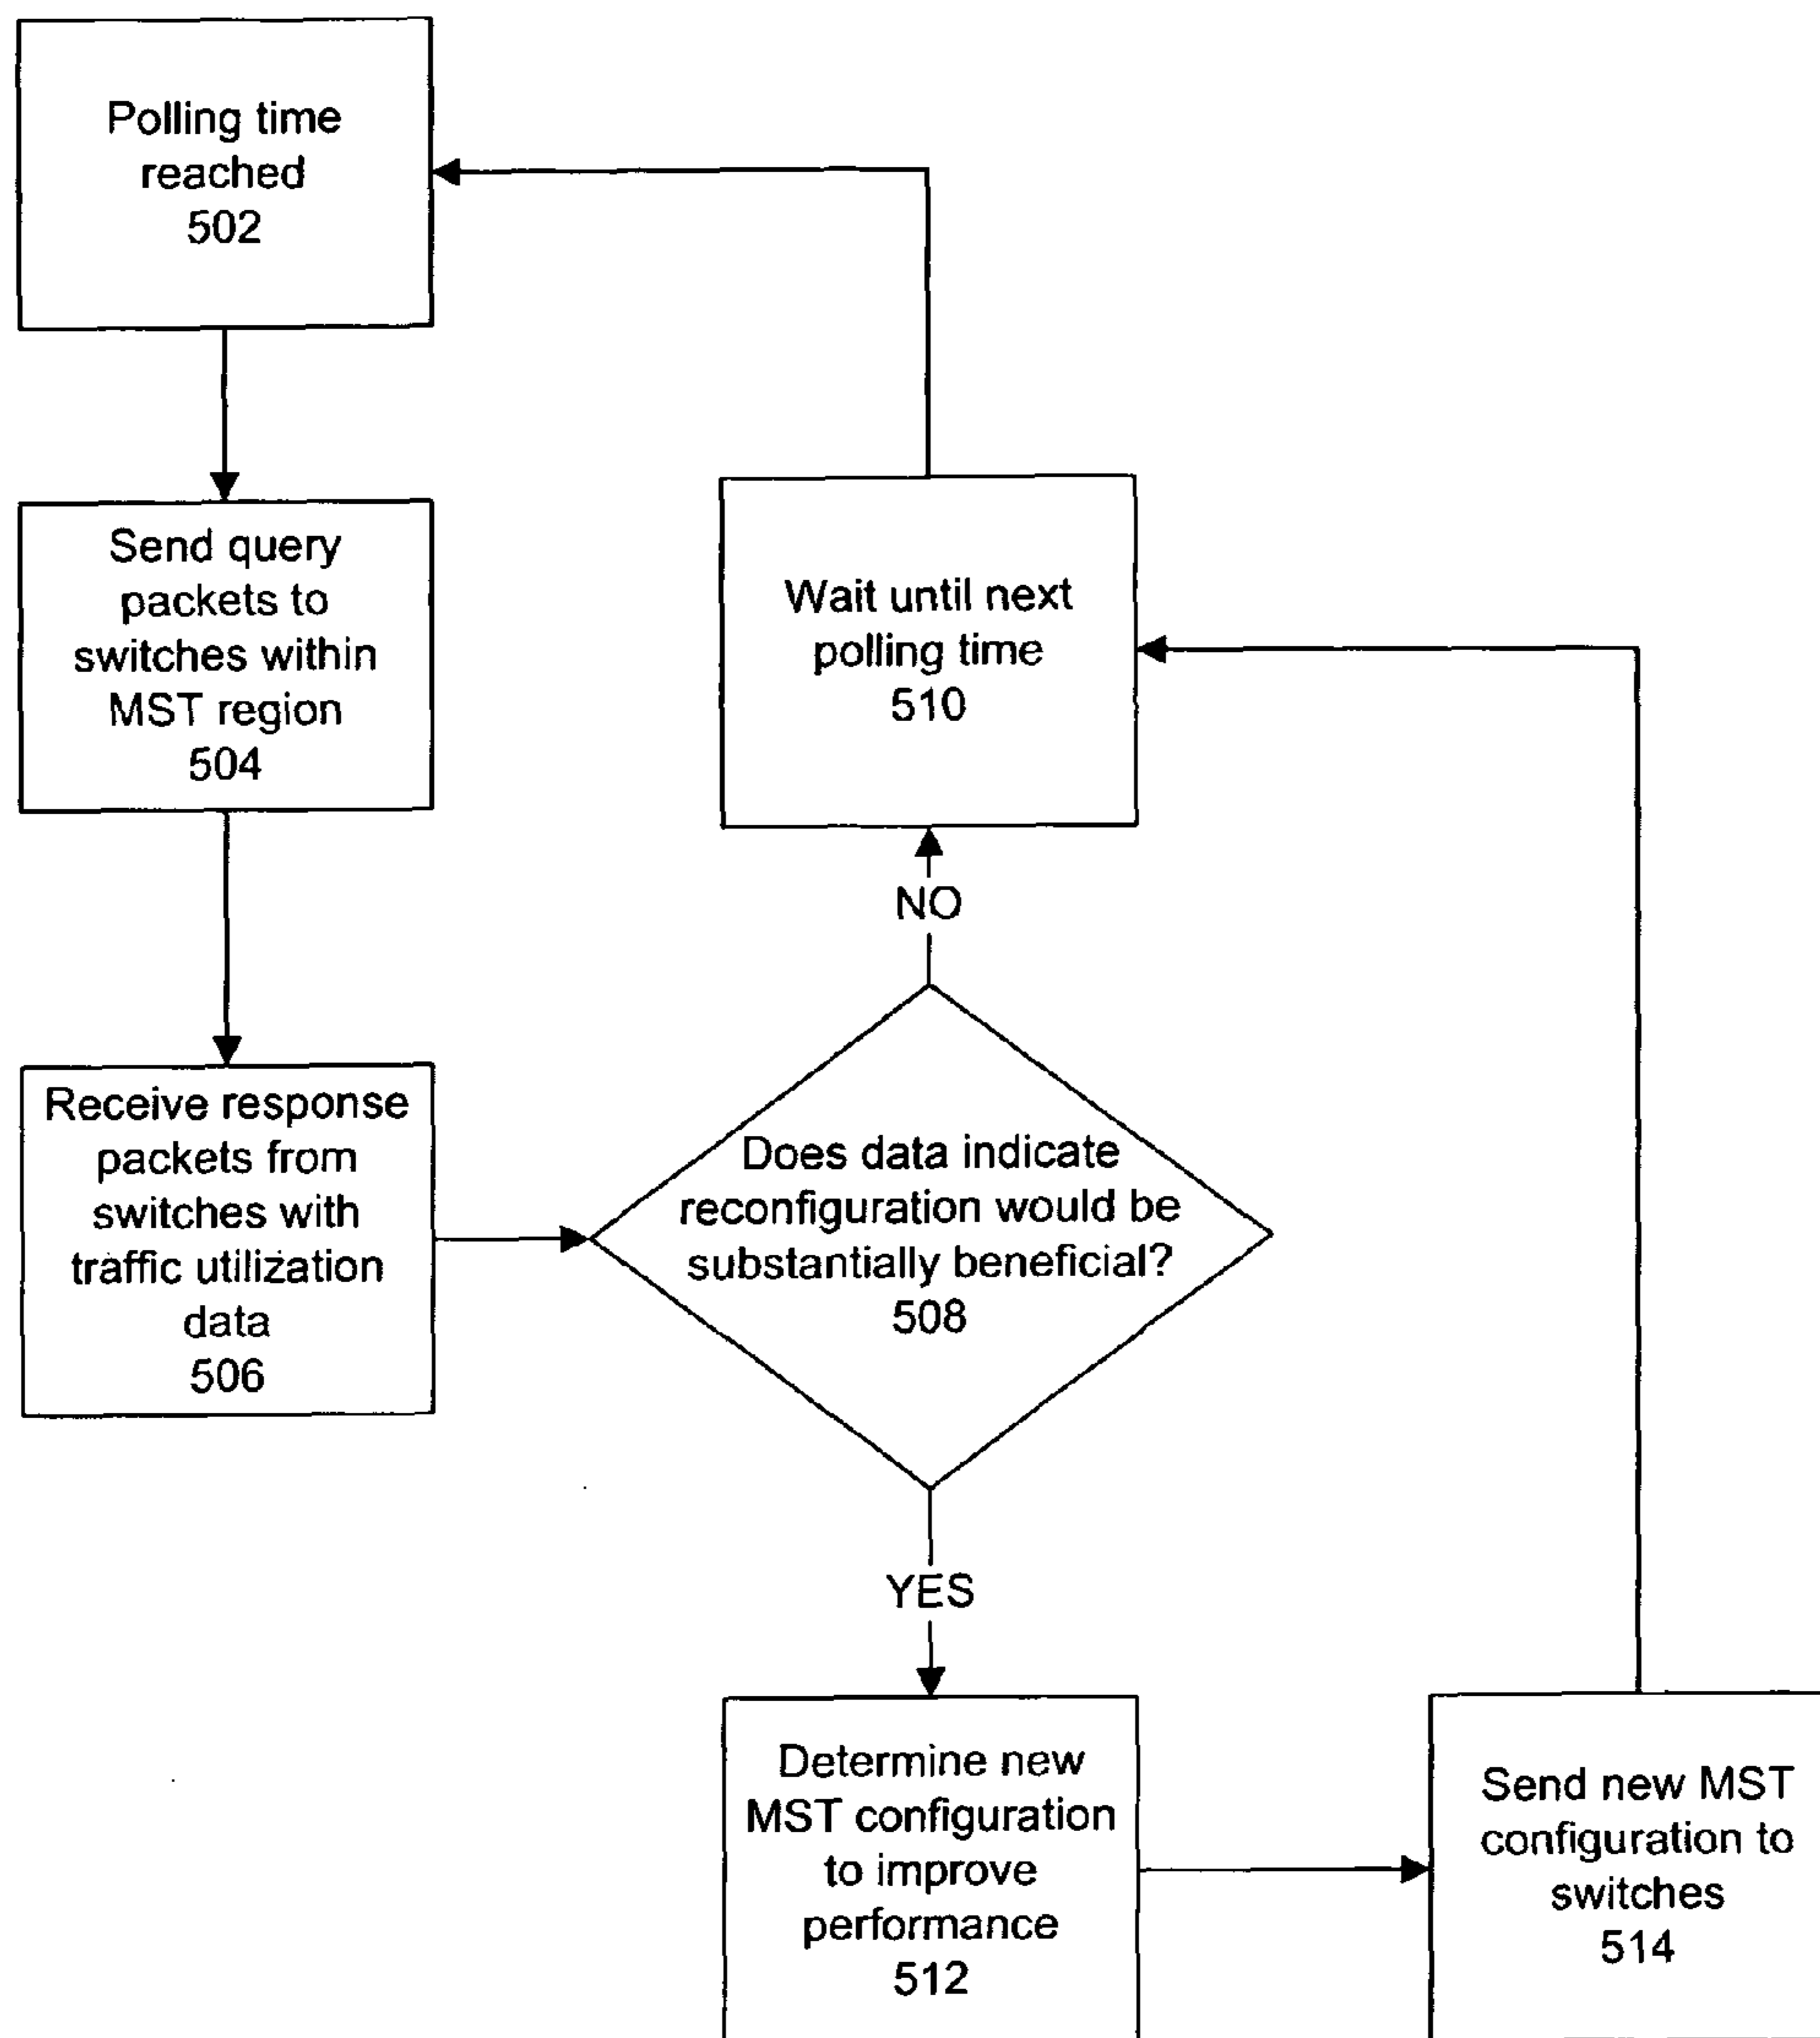 Polling time
reached
502
Send query
packets to
switches within
MST region
504
Receive response
packets from
switches with
traffic utilization
data
506
Does data indicate
reconfiguration would be
substantially beneficial?
508
NO
Wait until next
polling time
510
YES
Determine new
MST configuration
to improve
performance
512
Send new MST
configuration to
switches
514